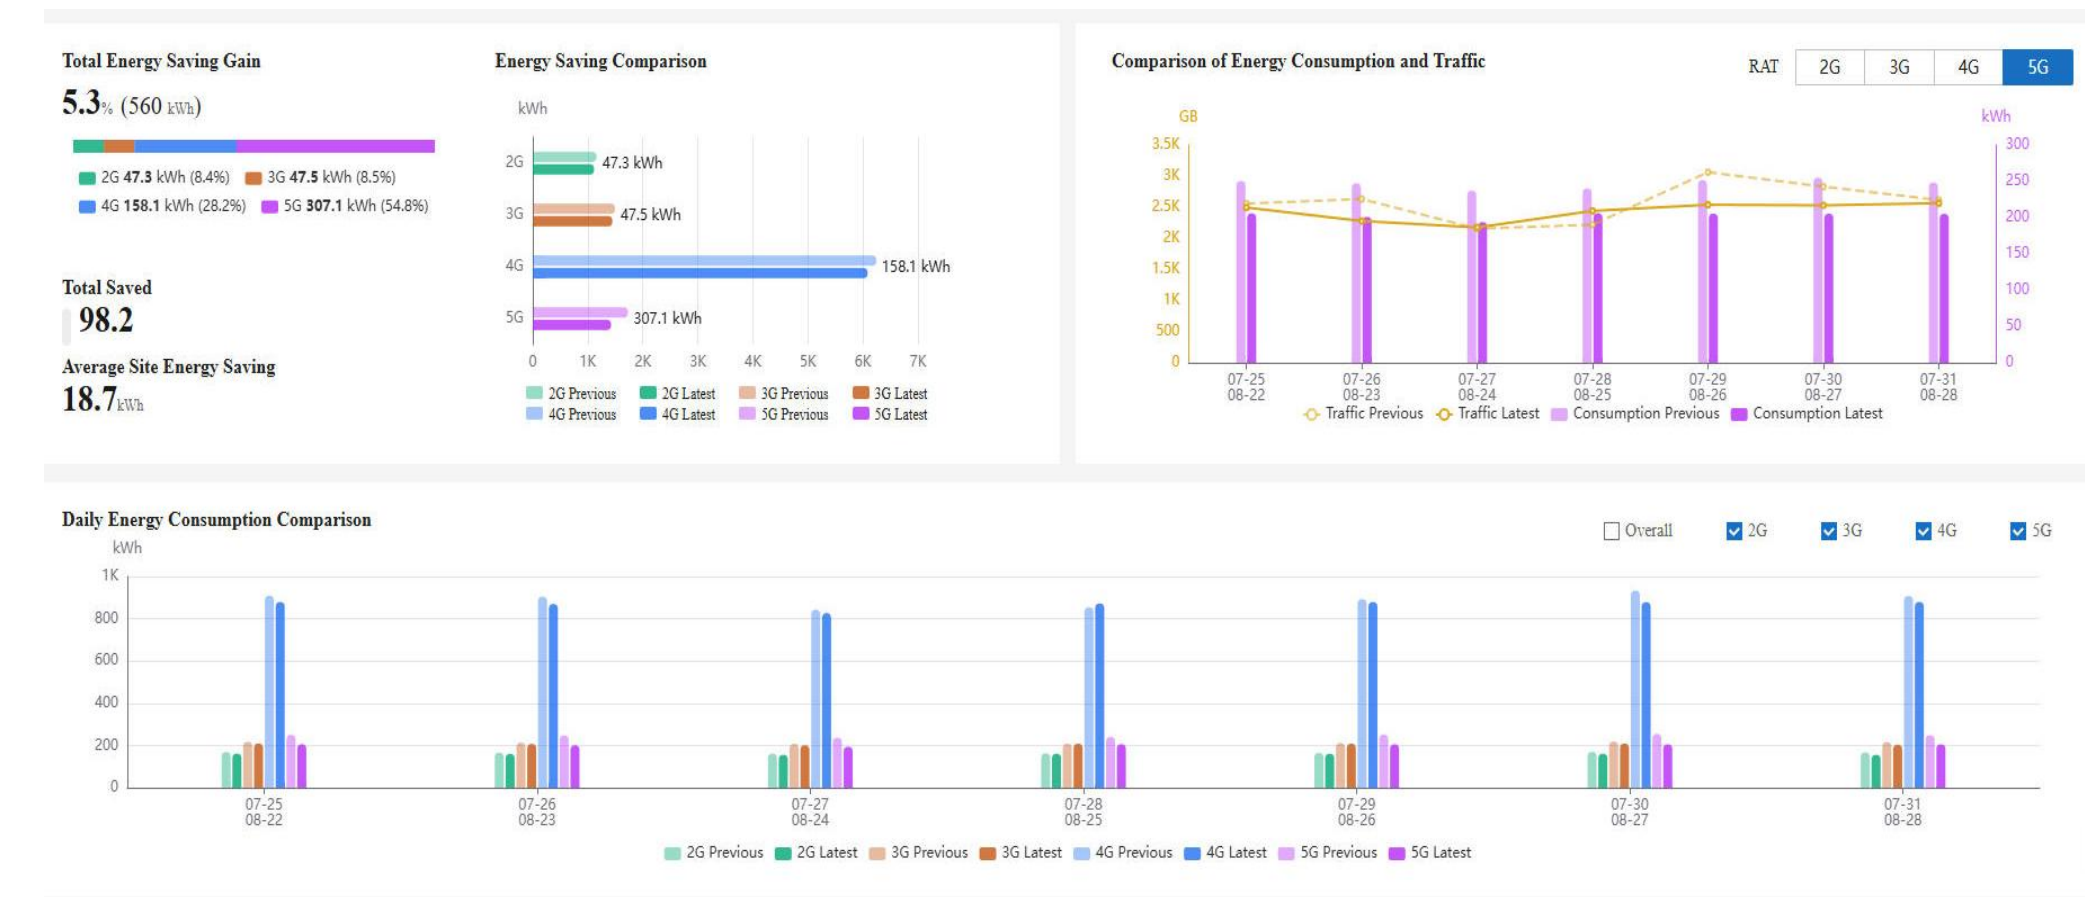 Total Energy Saving Gain
5.3% (560 kWh)
2G 47.3 kWh (8.4%) 3G 47.5 kWh (8.5%)
4G 158.1 kWh (28.2%) 5G 307.1 kWh (54.8%)
Total Saved
98.2
Average Site Energy Saving
18.7kWh
Energy Saving Comparison
kWh
2G 47.3 kWh
3G 47.5 kWh
4G 158.1 kWh
5G 307.1 kWh
0 1K 2K 3K 4K 5K 6K 7K
2G Previous 2G Latest 3G Previous 3G Latest
4G Previous 4G Latest 5G Previous 5G Latest
Comparison of Energy Consumption and Traffic
RAT 2G 3G 4G 5G
GB kWh
3.5K 300
3K 250
2.5K 200
2K 150
1.5K 100
1K 50
500 0
0
07-25 07-26 07-27 07-28 07-29 07-30 07-31
08-22 08-23 08-24 08-25 08-26 08-27 08-28
Traffic Previous Traffic Latest Consumption Previous Consumption Latest
Daily Energy Consumption Comparison
Overall 2G 3G 4G 5G
kWh
1K
800
600
400
200
0
07-25 07-26 07-27 07-28 07-29 07-30 07-31
08-22 08-23 08-24 08-25 08-26 08-27 08-28
2G Previous 2G Latest 3G Previous 3G Latest 4G Previous 4G Latest 5G Previous 5G Latest